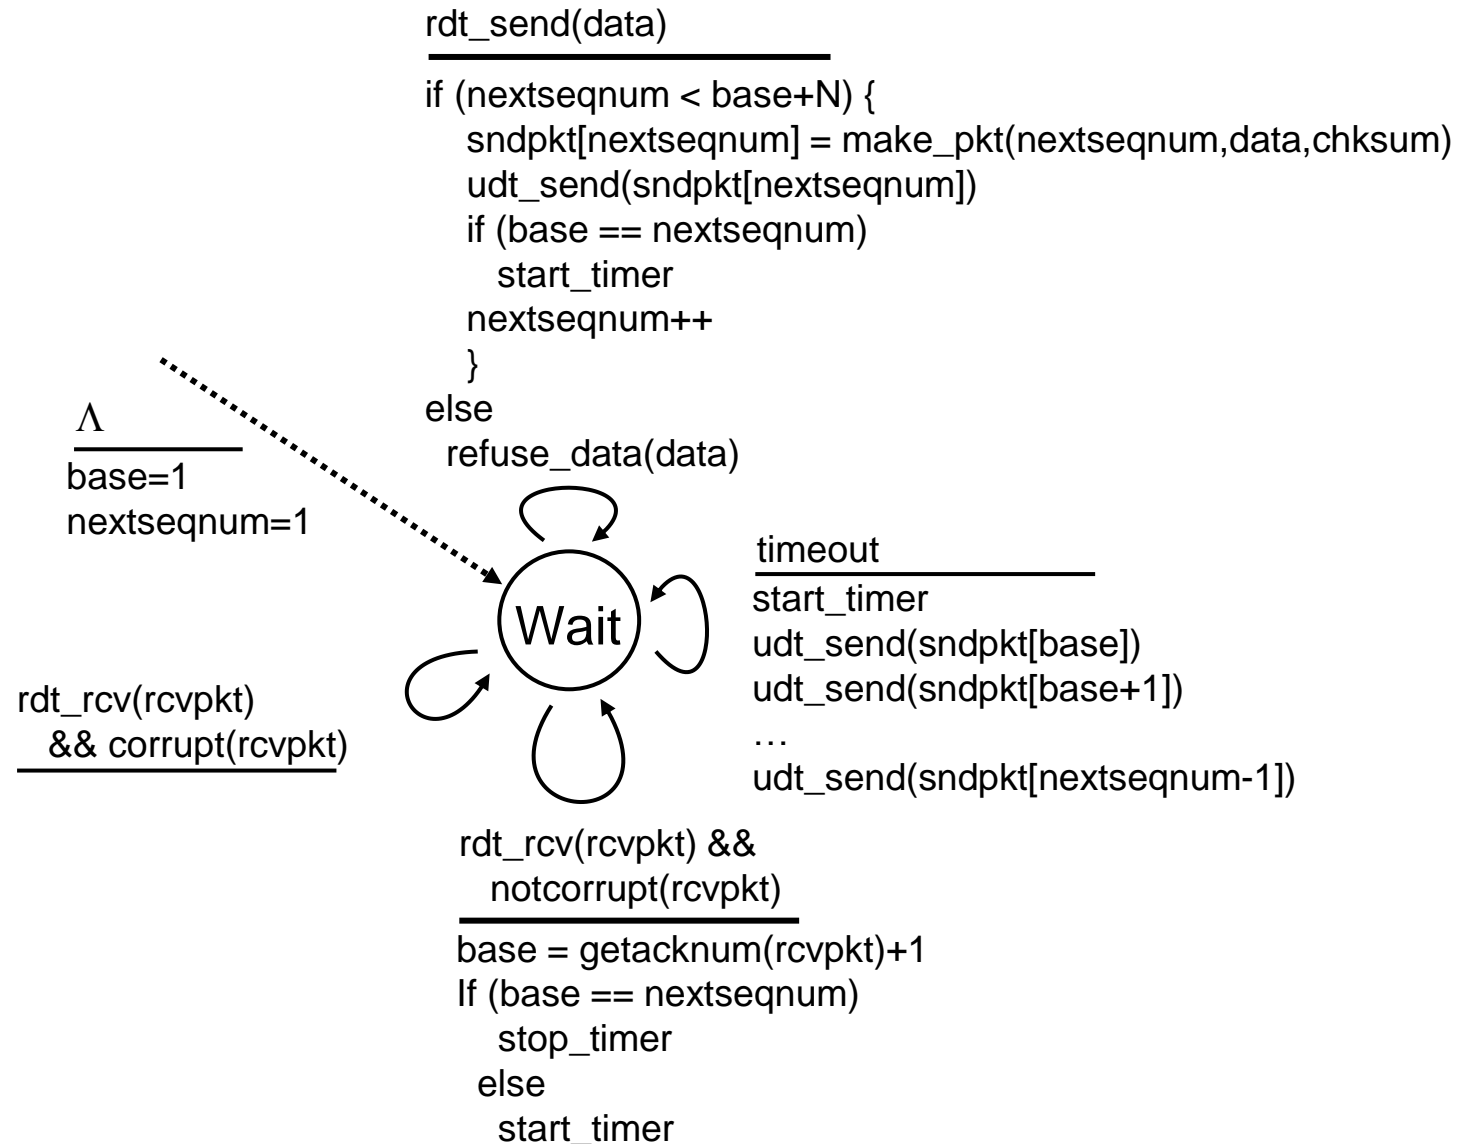 rdt_send(data)
if (nextseqnum < base+N) {
sndpkt[nextseqnum] = make_pkt(nextseqnum,data,chksum)
udt_send(sndpkt[nextseqnum])
if (base == nextseqnum)
start_timer
nextseqnum++
}
else
refuse_data(data)
Λ
base=1
nextseqnum=1
Wait
timeout
start_timer
udt_send(sndpkt[base])
udt_send(sndpkt[base+1])
…
udt_send(sndpkt[nextseqnum-1])
rdt_rcv(rcvpkt)
&& corrupt(rcvpkt)
rdt_rcv(rcvpkt) &&
notcorrupt(rcvpkt)
base = getacknum(rcvpkt)+1
If (base == nextseqnum)
stop_timer
else
start_timer